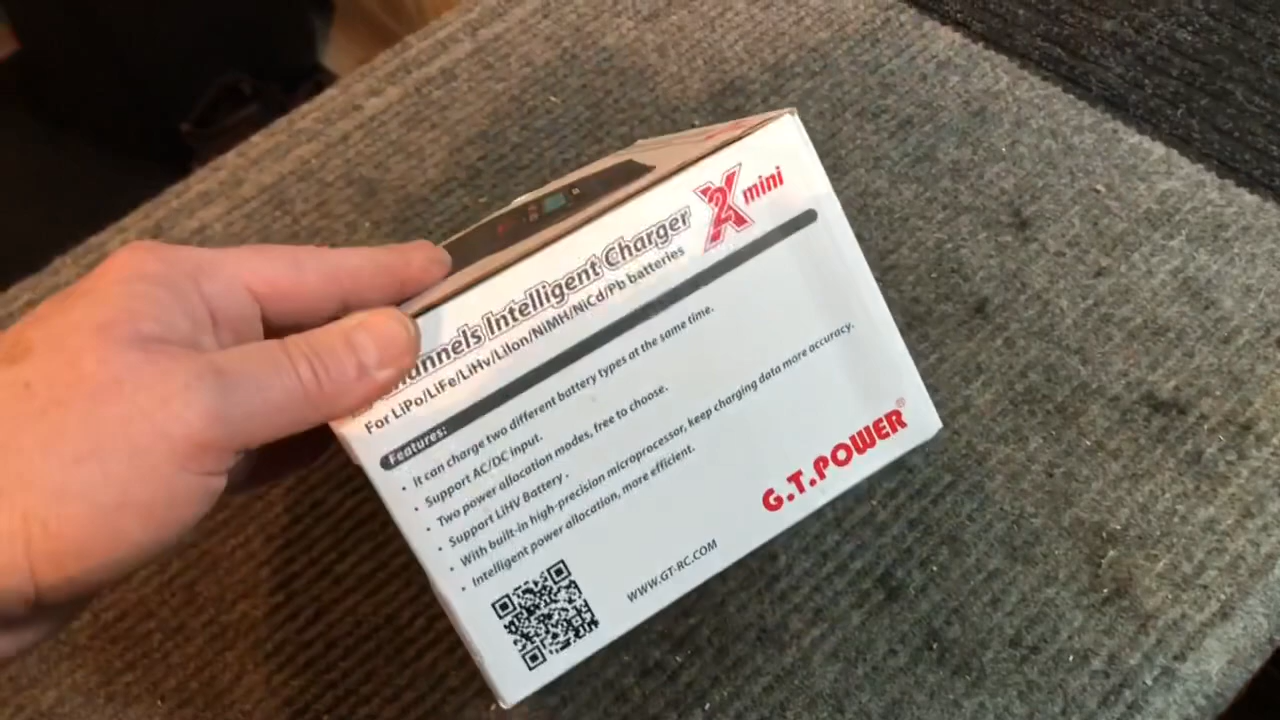 Channels Intelligent Charger X2 mini
For LiPo/LiFe/LiHv/LiIon/NiMH/NiCd/Pb batteries
Features:
• it can charge two different battery types at the same time.
• Support AC/DC input.
• Two power allocation modes, free to choose.
• Support LiHV Battery.
• With built-in high-precision microprocessor, keep charging data more accuracy.
• Intelligent power allocation, more efficient.
G.T.POWER®
WWW.GT-RC.COM